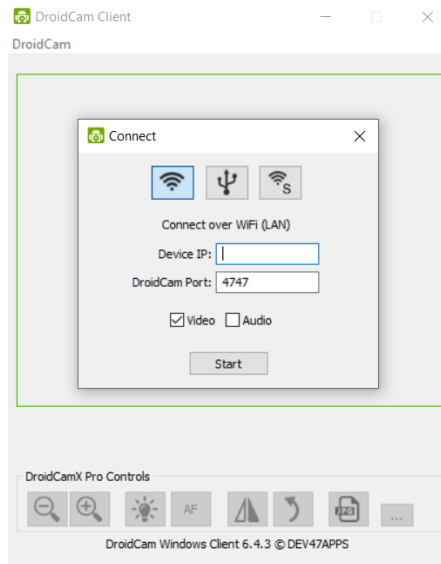 DroidCam Client
DroidCam
Connect
S
Connect over WiFi (LAN)
Device IP:
DroidCam Port: 4747
Video Audio
Start
DroidCamX Pro Controls
AF
JPG
...
DroidCam Windows Client 6.4.3 © DEV47APPS